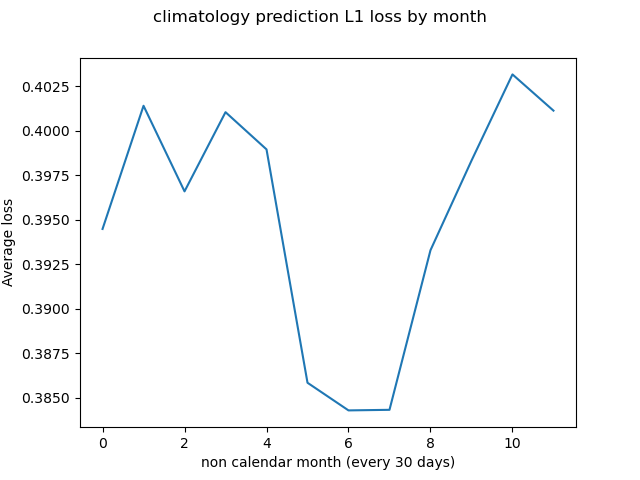 climatology prediction L1 loss by month
0.4025
0.4000
0.3975
0.3950
0.3925
0.3900
0.3875
0.3850
Average loss
0 2 4 6 8 10
non calendar month (every 30 days)